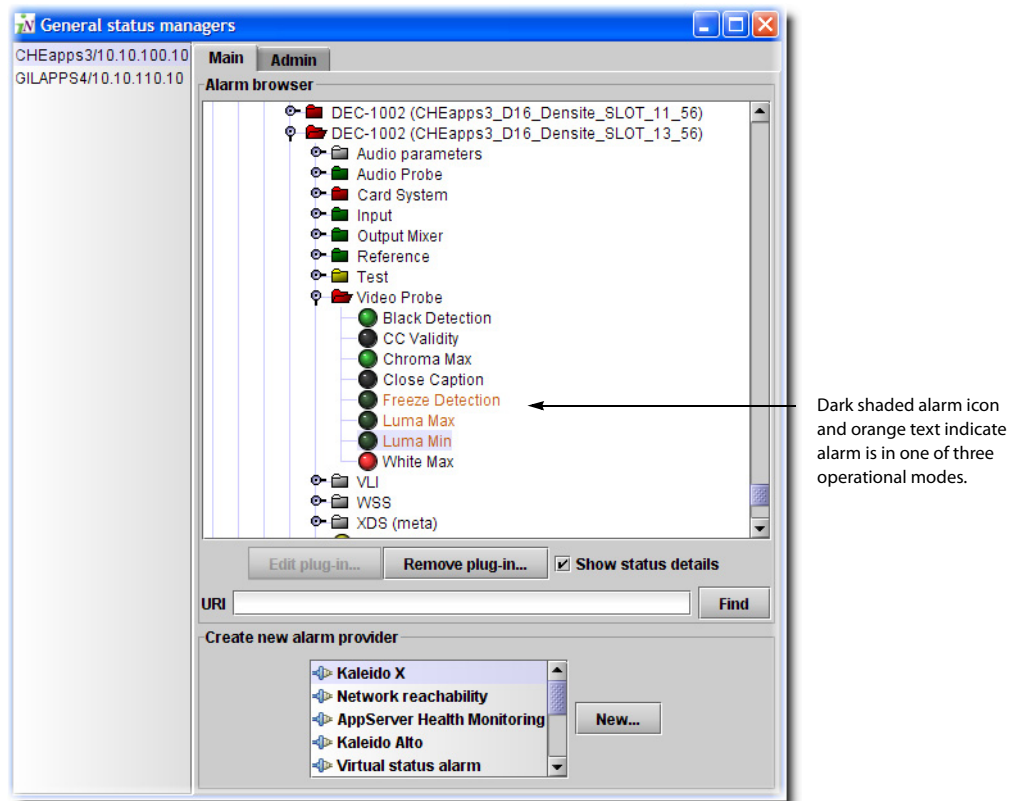 General status managers
CHEapps3/10.10.100.10
GILAPPS4/10.10.110.10
Main Admin
Alarm browser
DEC-1002 (CHEapps3_D16_Densite_SLOT_11_56)
DEC-1002 (CHEapps3_D16_Densite_SLOT_13_56)
Audio parameters
Audio Probe
Card System
Input
Output Mixer
Reference
Test
Video Probe
Black Detection
CC Validity
Chroma Max
Close Caption
Freeze Detection
Luma Max
Luma Min
White Max
VLI
WSS
XDS (meta)
Edit plug-in... Remove plug-in... Show status details
URI Find
Create new alarm provider
Kaleido X
Network reachability
AppServer Health Monitoring
Kaleido Alto
Virtual status alarm
New...
Dark shaded alarm icon
and orange text indicate
alarm is in one of three
operational modes.